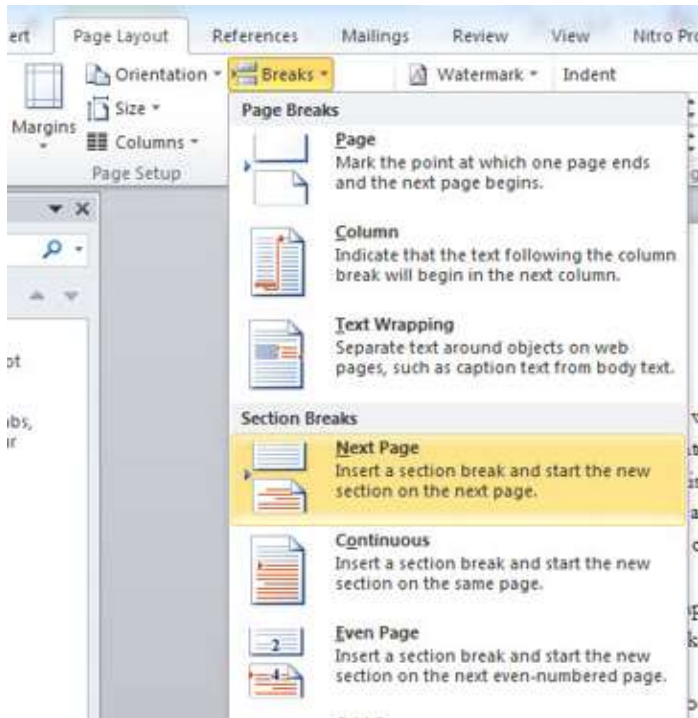 ert Page Layout References Mailings Review View Nitro Pro
Orientation Breaks Watermark Indent
Size
Margins
Columns
Page Setup
Page Breaks
Page
Mark the point at which one page ends
and the next page begins.
Column
Indicate that the text following the column
break will begin in the next column.
Text Wrapping
Separate text around objects on web
pages, such as caption text from body text.
ot
bs,
ur
Section Breaks
Next Page
Insert a section break and start the new
section on the next page.
Continuous
Insert a section break and start the new
section on the same page.
Even Page
2
4
Insert a section break and start the new
section on the next even-numbered page.